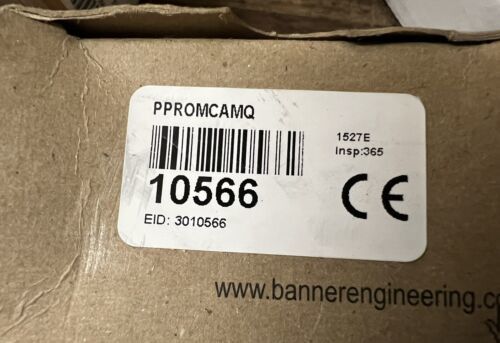 PPROMCAMQ
1527E
Insp:365
10566
CE
EID: 3010566
www.bannerengineering.c